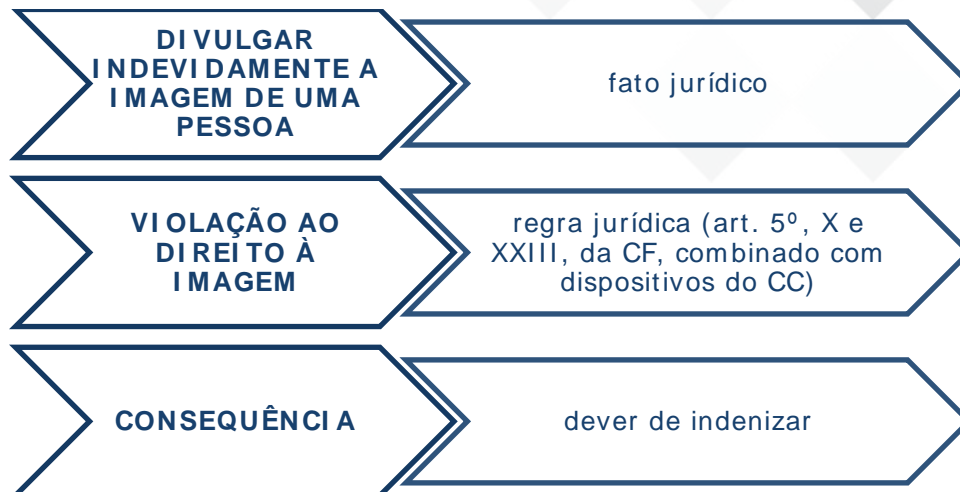 DIVULGAR
INDEVIDAMENTE A
IMAGEM DE UMA
PESSOA
fato jurídico
VIOLAÇÃO AO
DIREITO À
IMAGEM
regra jurídica (art. 5º, X e
XXIII, da CF, combinado com
dispositivos do CC)
CONSEQUÊNCIA
dever de indenizar